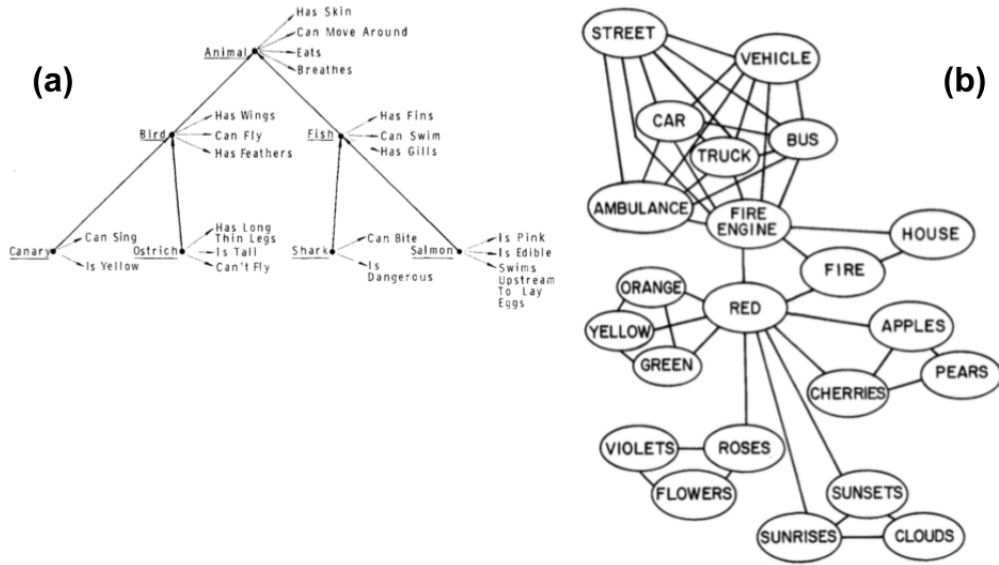 (a)
Has Skin
Can Move Around
Animal
Eats
Breathes
Has Wings
Bird
Can Fly
Has Feathers
Has Fins
Fish
Can Swim
Has Gills
Canary
Can Sing
Is Yellow
Ostrich
Has Long
Thin Legs
Is Tall
Can't Fly
Shark
Can Bite
Is
Dangerous
Salmon
Is Pink
Is Edible
Swims
Upstream
To Lay
Eggs
(b)
STREET
VEHICLE
CAR
TRUCK
BUS
AMBULANCE
FIRE
ENGINE
HOUSE
FIRE
ORANGE
RED
YELLOW
GREEN
APPLES
CHERRIES
PEARS
VIOLETS
ROSES
FLOWERS
SUNSETS
SUNRISES
CLOUDS